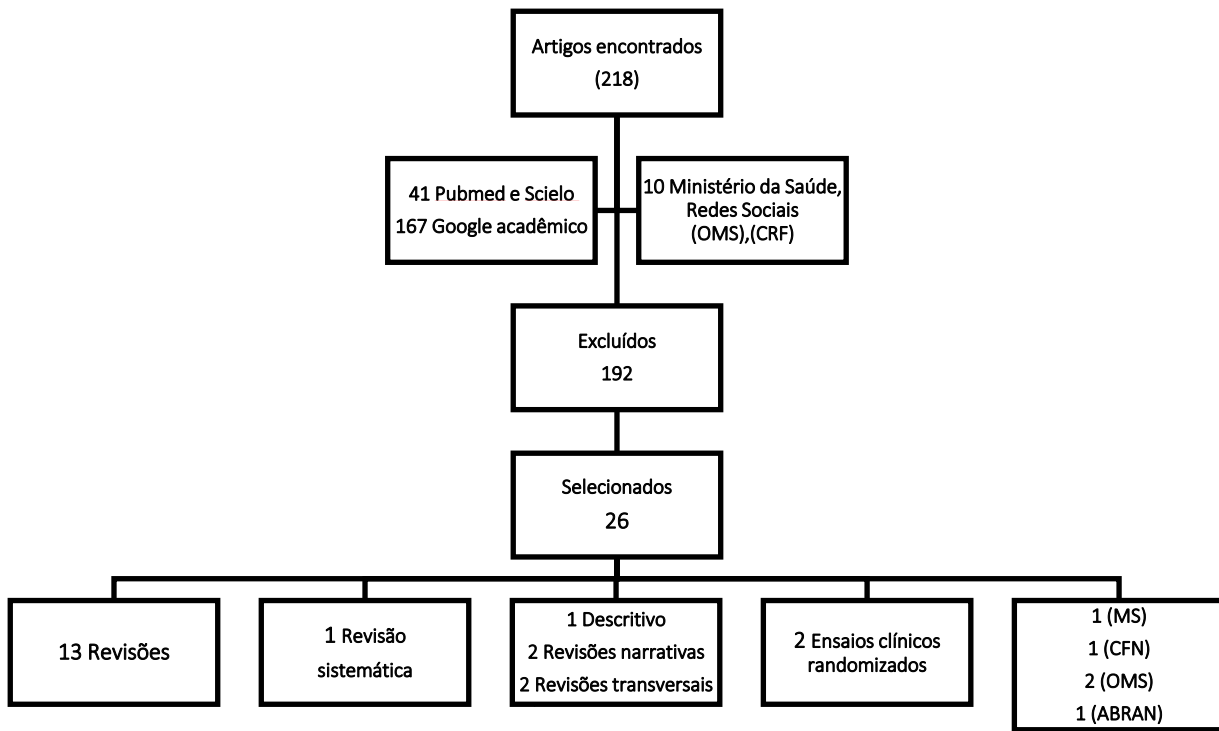 Artigos encontrados
(218)
41 Pubmed e Scielo
167 Google acadêmico
10 Ministério da Saúde,
Redes Sociais
(OMS),(CRF)
Excluídos
192
Selecionados
26
13 Revisões
1 Revisão
sistemática
1 Descritivo
2 Revisões narrativas
2 Revisões transversais
2 Ensaios clínicos
randomizados
1 (MS)
1 (CFN)
2 (OMS)
1 (ABRAN)